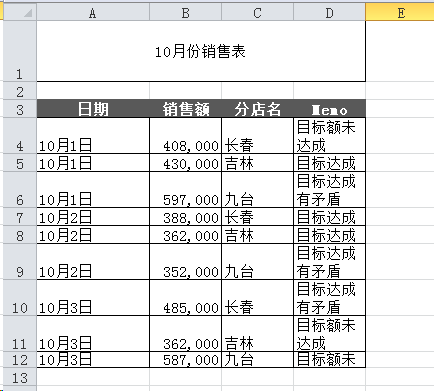 A B C D E
1 10月份销售表
2
3 日期 销售额 分店名 Memo
4 10月1日 408,000 长春 目标额未
达成
5 10月1日 430,000 吉林 目标达成
6 10月1日 597,000 九台 目标达成
有矛盾
7 10月2日 388,000 长春 目标达成
8 10月2日 362,000 吉林 目标达成
9 10月2日 352,000 九台 目标达成
有矛盾
10 10月3日 485,000 长春 目标达成
有矛盾
11 10月3日 362,000 吉林 目标额未
达成
12 10月3日 587,000 九台 目标额未
13